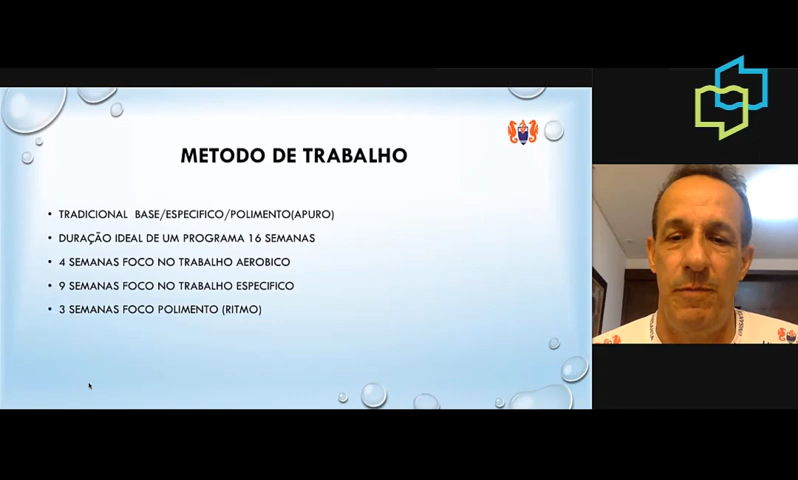 METODO DE TRABALHO
• TRADICIONAL BASE/ESPECIFICO/POLIMENTO(APURO)
• DURAÇÃO IDEAL DE UM PROGRAMA 16 SEMANAS
• 4 SEMANAS FOCO NO TRABALHO AEROBICO
• 9 SEMANAS FOCO NO TRABALHO ESPECIFICO
• 3 SEMANAS FOCO POLIMENTO (RITMO)